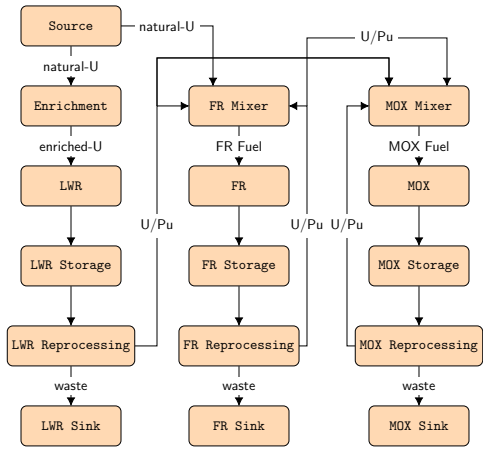 Source
natural-U
U/Pu
natural-U
Enrichment
FR Mixer
MOX Mixer
enriched-U
FR Fuel
MOX Fuel
LWR
FR
MOX
U/Pu
U/Pu
U/Pu
LWR Storage
FR Storage
MOX Storage
LWR Reprocessing
FR Reprocessing
MOX Reprocessing
waste
waste
waste
LWR Sink
FR Sink
MOX Sink